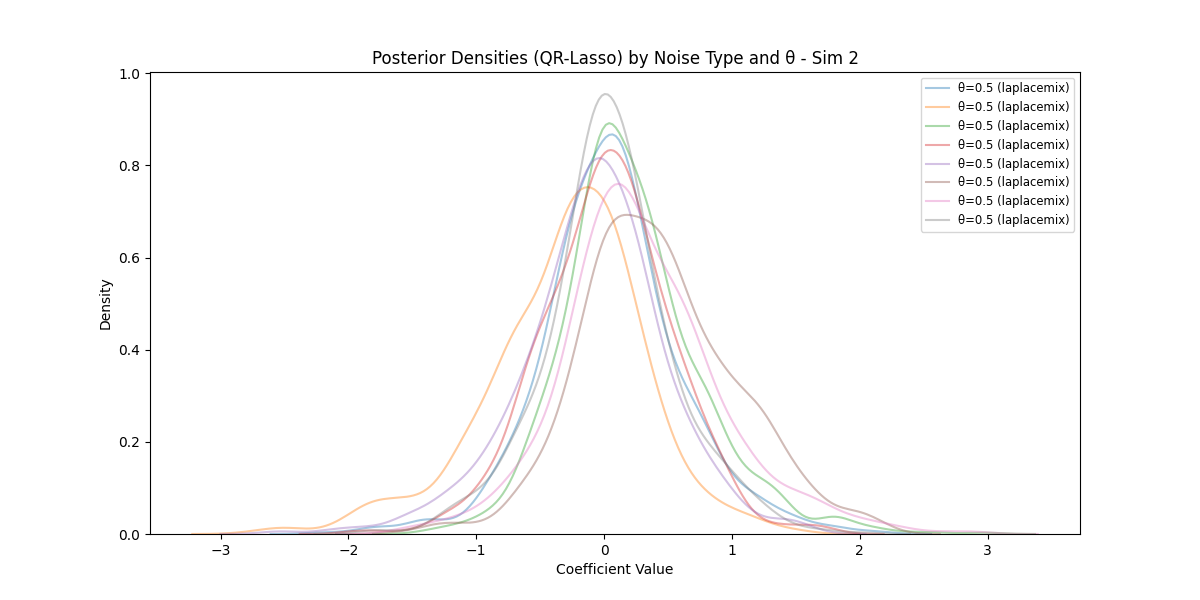 Posterior Densities (QR-Lasso) by Noise Type and θ - Sim 2
1.0
0.8
0.6
0.4
0.2
0.0
Density
−3
−2
−1
0
1
2
3
Coefficient Value
θ=0.5 (laplacemix)
θ=0.5 (laplacemix)
θ=0.5 (laplacemix)
θ=0.5 (laplacemix)
θ=0.5 (laplacemix)
θ=0.5 (laplacemix)
θ=0.5 (laplacemix)
θ=0.5 (laplacemix)